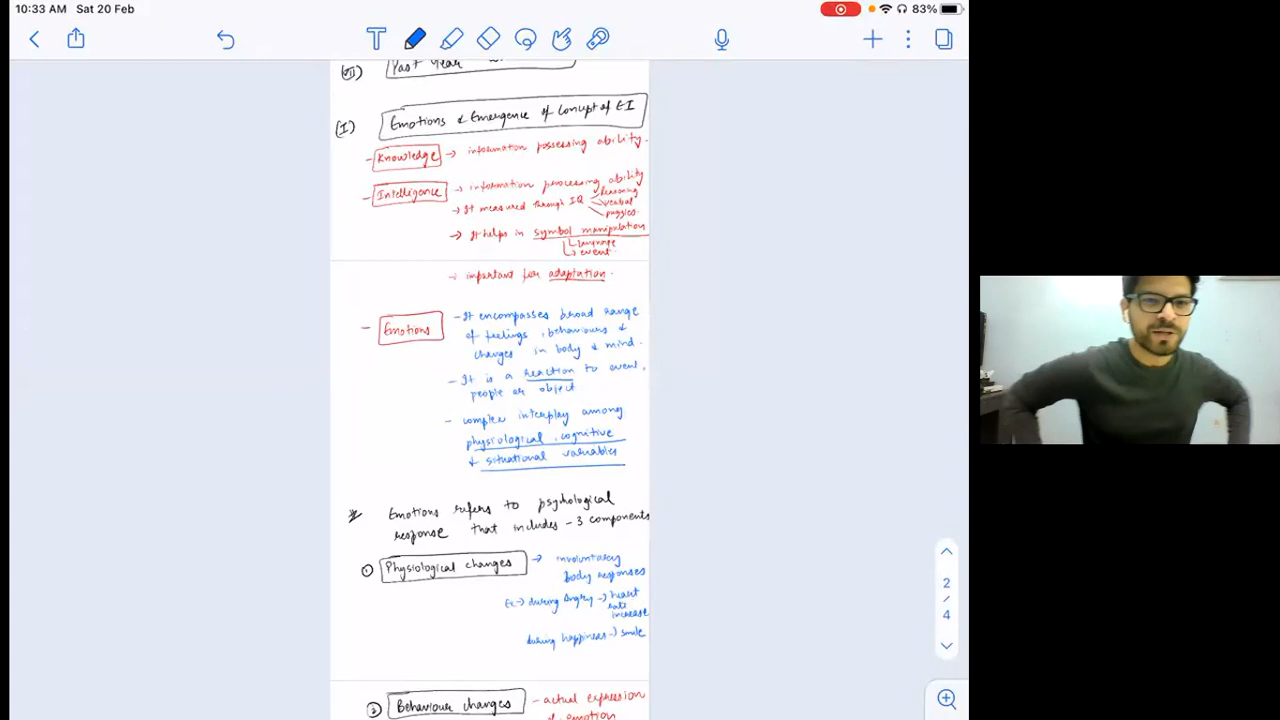 10:33 AM Sat 20 Feb
83%
Past Year
(I) Emotions & Emergence of concept of EI
- Knowledge → information possessing ability.
- Intelligence → information processing ability
→ It measured through IQ
reasoning
verbal
puzzles
→ It helps in symbol manipulation
language
event
→ important for adaptation.
- Emotions - It encompasses broad range
of feelings, behaviours &
changes in body & mind.
- It is a reaction to event,
people or object
- complex interplay among
physiological, cognitive
& situational variables
Emotions refers to psychological
response that includes - 3 components
① Physiological changes → involuntary
body responses
Ex → during Angry → heart
rate
increase
during happiness → smile
② Behaviour changes - actual expression
of emotion
2
/
4